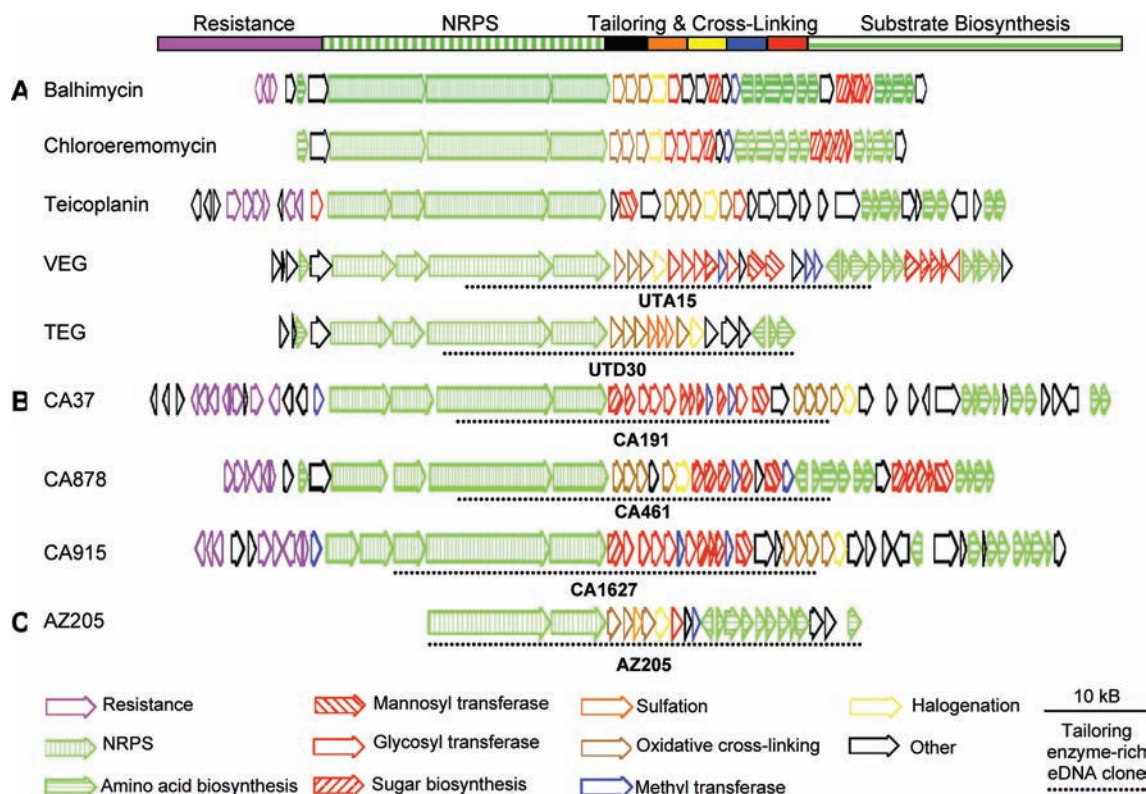 Resistance NRPS Tailoring & Cross-Linking Substrate Biosynthesis
A Balhimycin
Chloroeremomycin
Teicoplanin
VEG
UTA15
TEG
UTD30
B CA37
CA191
CA878
CA461
CA915
CA1627
C AZ205
AZ205
Resistance Mannosyl transferase Sulfation Halogenation 10 kB
NRPS Glycosyl transferase Oxidative cross-linking Other Tailoring
enzyme-rich
Amino acid biosynthesis Sugar biosynthesis Methyl transferase eDNA clone